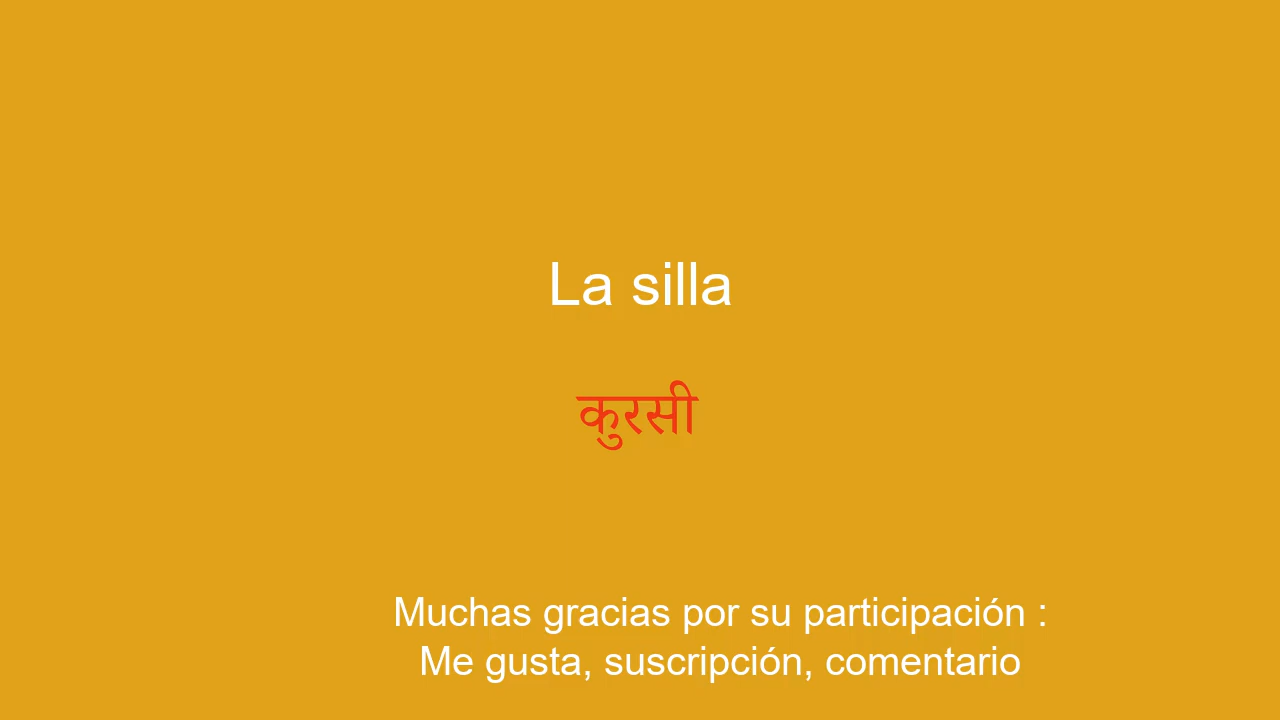 La silla
कुरसी
Muchas gracias por su participación :
Me gusta, suscripción, comentario